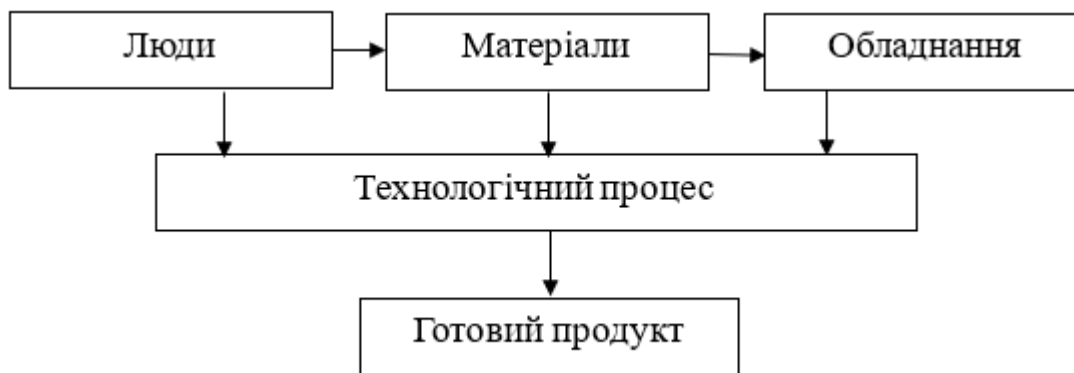 Люди
Матеріали
Обладнання
Технологічний процес
Готовий продукт